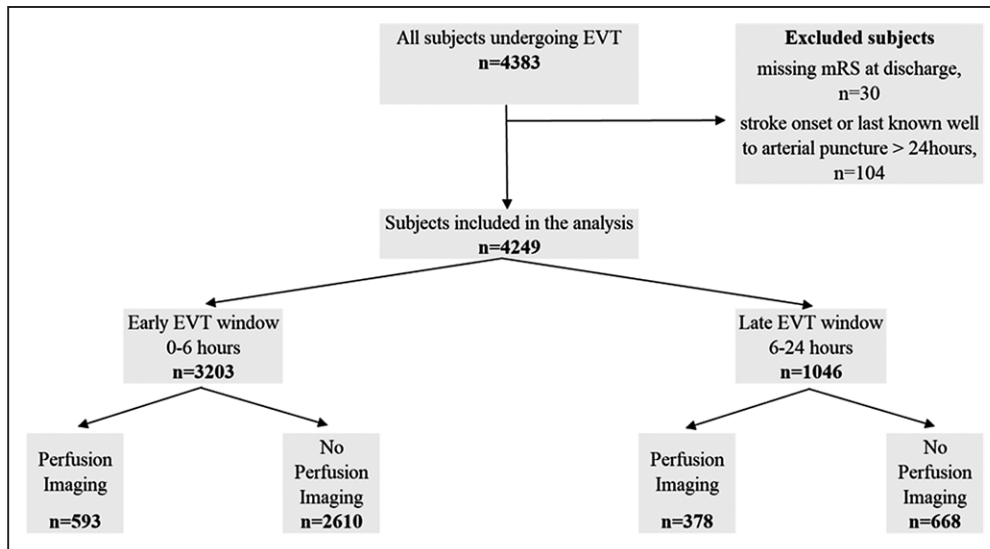 All subjects undergoing EVT
n=4383
Excluded subjects
missing mRS at discharge,
n=30
stroke onset or last known well
to arterial puncture > 24hours,
n=104
Subjects included in the analysis
n=4249
Early EVT window
0-6 hours
n=3203
Late EVT window
6-24 hours
n=1046
Perfusion
Imaging
n=593
No
Perfusion
Imaging
n=2610
Perfusion
Imaging
n=378
No
Perfusion
Imaging
n=668